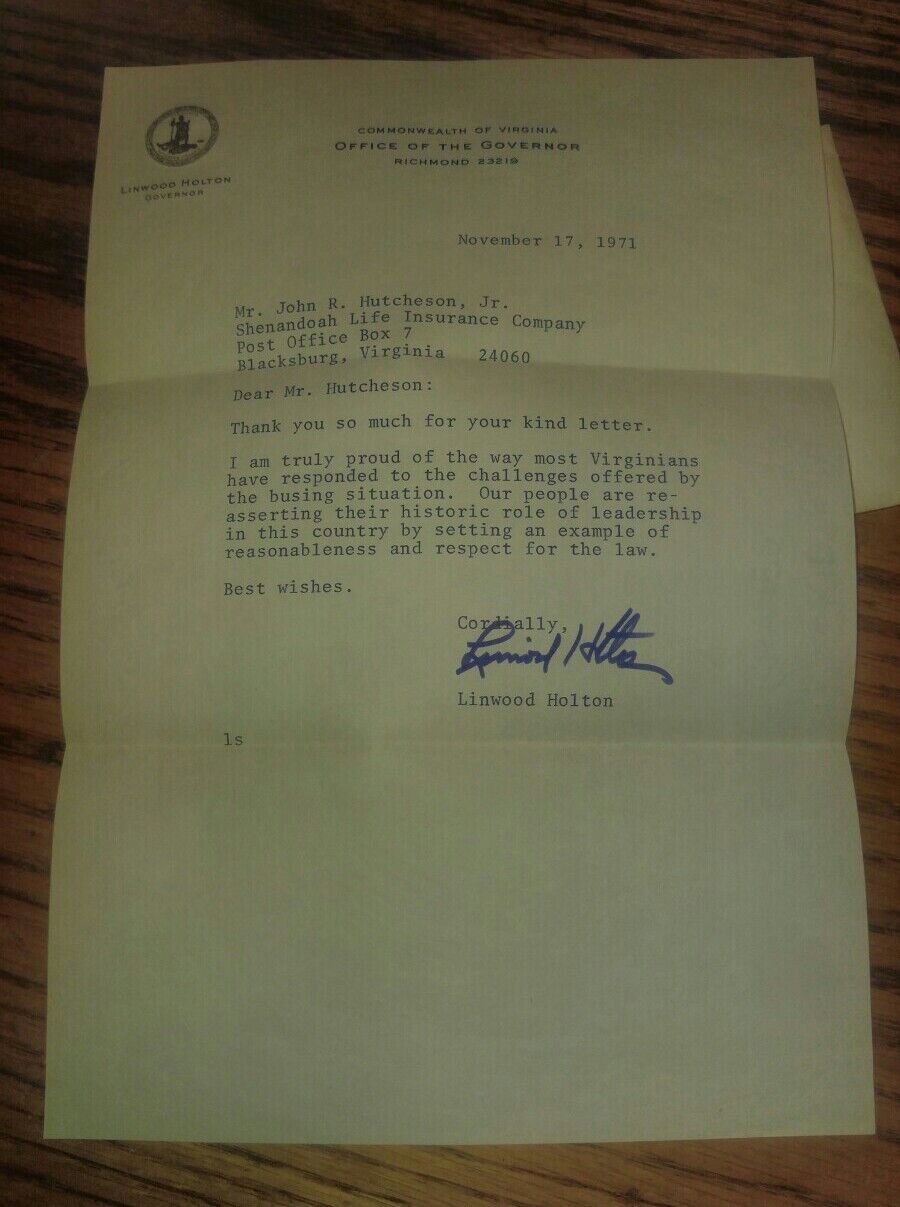 LINWOOD HOLTON
GOVERNOR
COMMONWEALTH OF VIRGINIA
OFFICE OF THE GOVERNOR
RICHMOND 23219
November 17, 1971
Mr. John R. Hutcheson, Jr.
Shenandoah Life Insurance Company
Post Office Box 7
Blacksburg, Virginia 24060
Dear Mr. Hutcheson:
Thank you so much for your kind letter.
I am truly proud of the way most Virginians
have responded to the challenges offered by
the busing situation. Our people are re-
asserting their historic role of leadership
in this country by setting an example of
reasonableness and respect for the law.
Best wishes.
Cordially,
Linwood Holton
Linwood Holton
ls